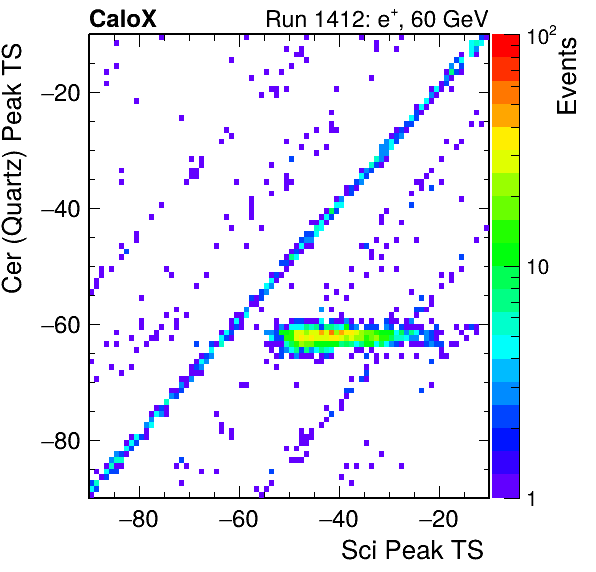 CaloX Run 1412: e⁺, 60 GeV
Cer (Quartz) Peak TS
−20
−40
−60
−80
−80 −60 −40 −20
Sci Peak TS
10²
10
1
Events